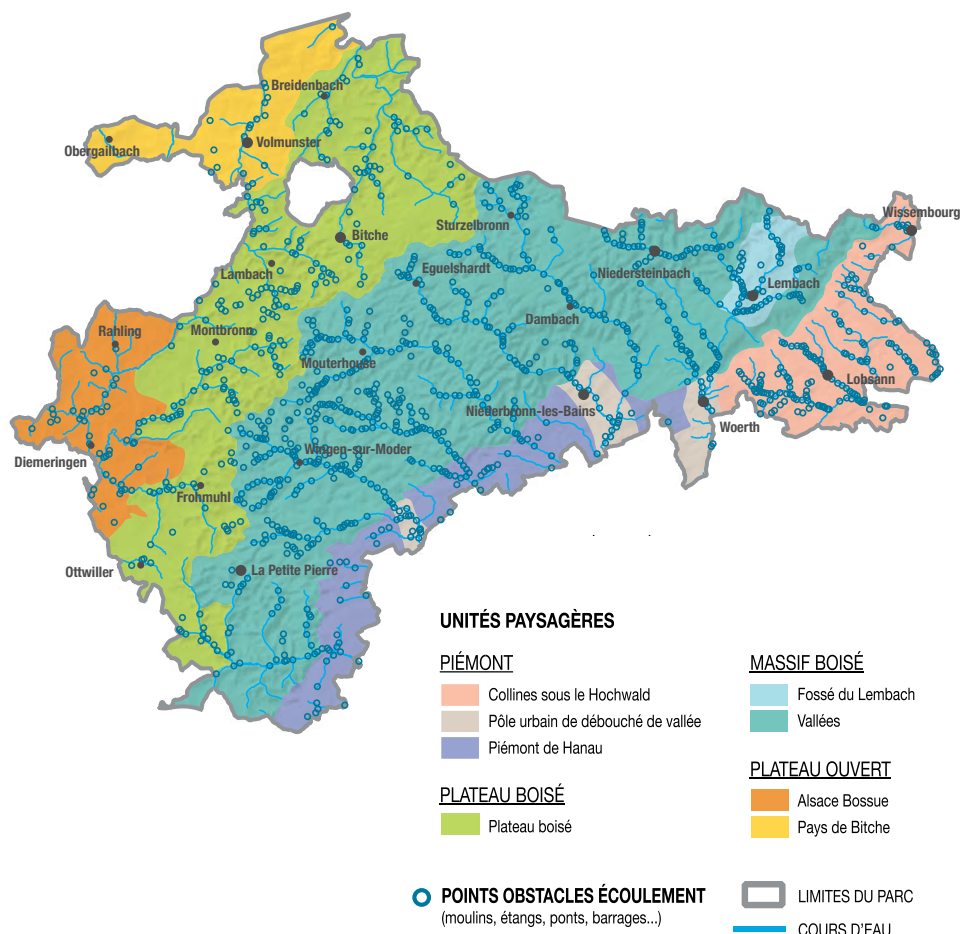 Breidenbach
Obergailbach
Volmunster
Wissembourg
Sturzelbronn
Bitche
Lambach
Eguelshardt
Niedersteinbach
Lembach
Dambach
Rahling
Montbronn
Mouterhouse
Lobsann
Niederbronn-les-Bains
Woerth
Diemeringen
Wingen-sur-Moder
Frohmuhl
Ottwiller
La Petite Pierre
UNITÉS PAYSAGÈRES
PIÉMONT
Collines sous le Hochwald
Pôle urbain de débouché de vallée
Piémont de Hanau
PLATEAU BOISÉ
Plateau boisé
MASSIF BOISÉ
Fossé du Lembach
Vallées
PLATEAU OUVERT
Alsace Bossue
Pays de Bitche
POINTS OBSTACLES ÉCOULEMENT
(moulins, étangs, ponts, barrages...)
LIMITES DU PARC
COURS D'EAU